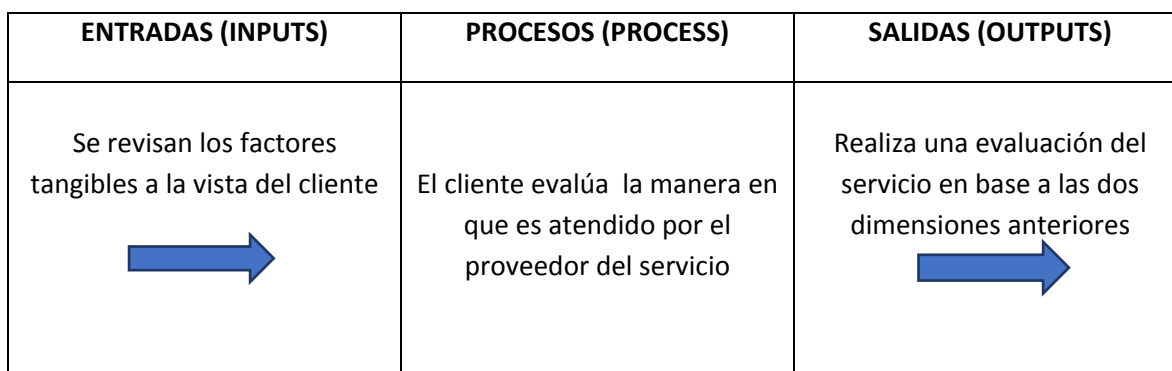 ENTRADAS (INPUTS)
PROCESOS (PROCESS)
SALIDAS (OUTPUTS)
Se revisan los factores
tangibles a la vista del cliente
El cliente evalúa  la manera en
que es atendido por el
proveedor del servicio
Realiza una evaluación del
servicio en base a las dos
dimensiones anteriores